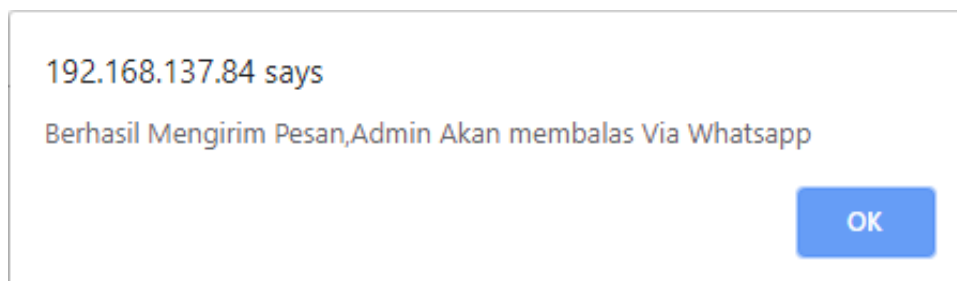 192.168.137.84 says
Berhasil Mengirim Pesan,Admin Akan membalas Via Whatsapp
OK